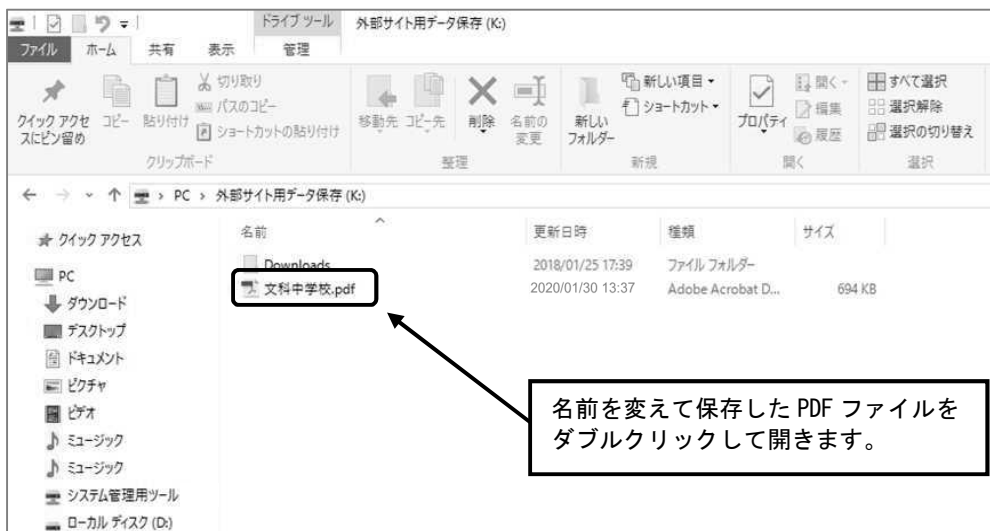 ドライブ ツール 外部サイト用データ保存 (K:)
ファイル ホーム 共有 表示 管理
クイック アクセスにピン留め
コピー
貼り付け
切り取り
パスのコピー
ショートカットの貼り付け
移動先
コピー先
削除
名前の変更
新しいフォルダー
新しい項目
ショートカット
プロパティ
開く
編集
履歴
すべて選択
選択解除
選択の切り替え
クリップボード 整理 新規 開く 選択
PC › 外部サイト用データ保存 (K:)
名前 更新日時 種類 サイズ
Downloads 2018/01/25 17:39 ファイル フォルダー
文科中学校.pdf 2020/01/30 13:37 Adobe Acrobat D... 694 KB
クイック アクセス
PC
ダウンロード
デスクトップ
ドキュメント
ピクチャ
ビデオ
ミュージック
ミュージック
システム管理用ツール
ローカル ディスク (D:)
名前を変えて保存した PDF ファイルを
ダブルクリックして開きます。